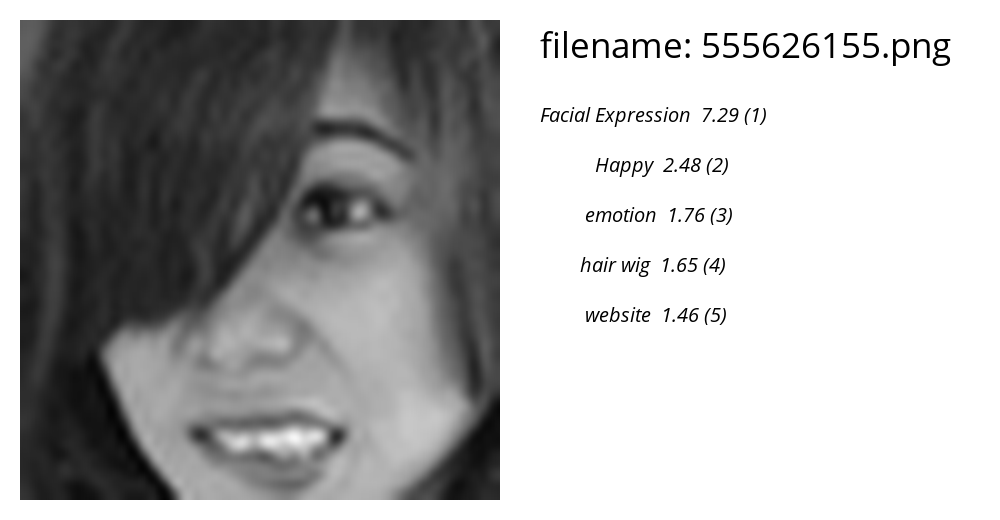 filename: 555626155.png
Facial Expression 7.29 (1)
Happy 2.48 (2)
emotion 1.76 (3)
hair wig 1.65 (4)
website 1.46 (5)